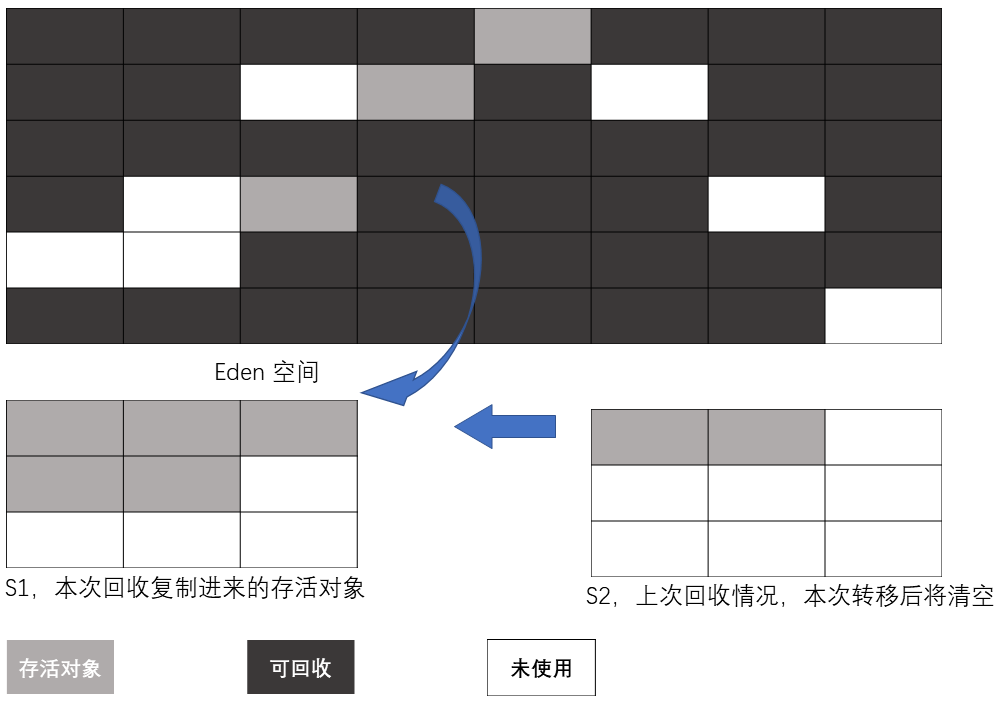 Eden 空间
S1，本次回收复制进来的存活对象
S2，上次回收情况，本次转移后将清空
存活对象
可回收
未使用